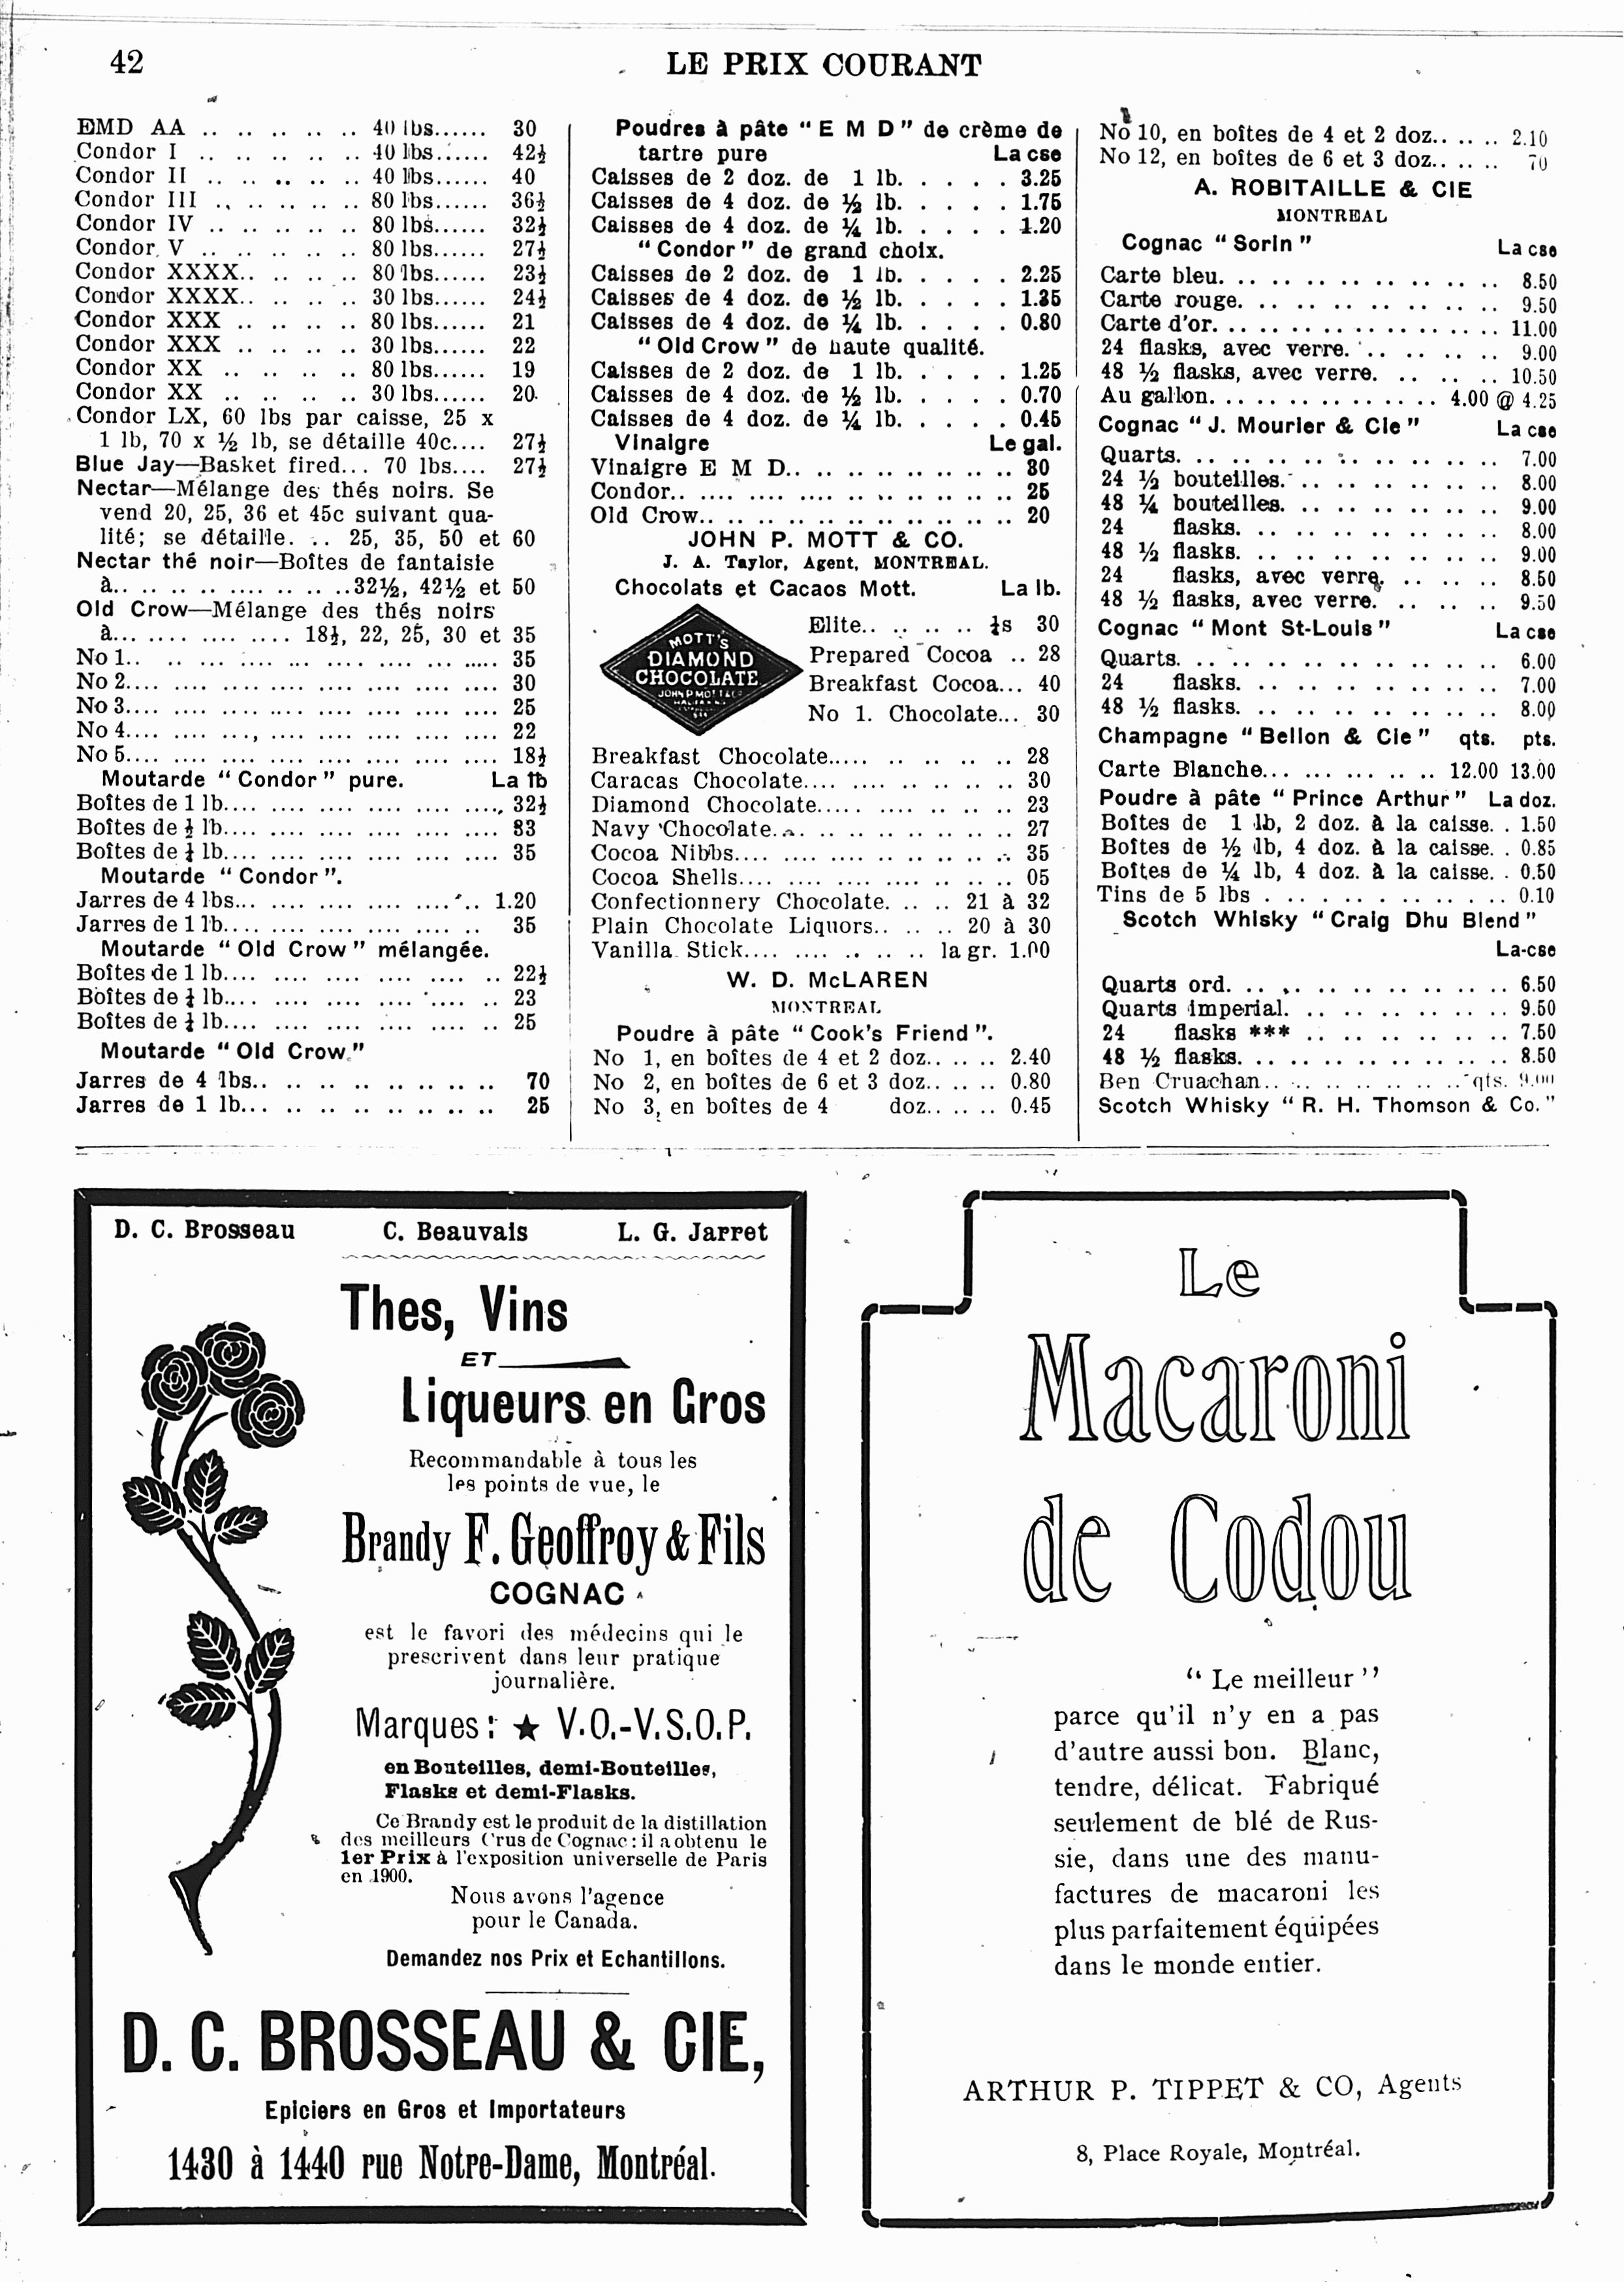 42
LE PRIX COURANT
EMD AA .. .. .. .. .. .. 40 lbs...... 30
Condor I .. .. .. .. .. .. 40 lbs...... 42½
Condor II .. .. .. .. .. .. 40 lbs...... 40
Condor III .. .. .. .. .. .. 80 lbs...... 36½
Condor IV .. .. .. .. .. .. 80 lbs...... 32½
Condor V .. .. .. .. .. .. 80 lbs...... 27½
Condor XXXX.. .. .. .. .. 80 lbs...... 23½
Condor XXXX.. .. .. .. .. 30 lbs...... 24½
Condor XXX .. .. .. .. .. 80 lbs...... 21
Condor XXX .. .. .. .. .. 30 lbs...... 22
Condor XX .. .. .. .. .. 80 lbs...... 19
Condor XX .. .. .. .. .. 30 lbs...... 20
Condor LX, 60 lbs par caisse, 25 x
1 lb, 70 x ½ lb, se détaille 40c.... 27½
Blue Jay—Basket fired... 70 lbs.... 27½
Nectar—Mélange des thés noirs. Se
vend 20, 25, 36 et 45c suivant qua-
lité; se détaille. .. 25, 35, 50 et 60
Nectar thé noir—Boîtes de fantaisie
à.. .. .. .. .... .. .. ..32½, 42½ et 50
Old Crow—Mélange des thés noirs
à... .... .... .... 18½, 22, 25, 30 et 35
No 1.. .. .... .... ... .... .... ... ..... 35
No 2.... .... .... .... .... .... .... .... 30
No 3.... .... .... .... .... .... .... .... 25
No 4.... .... .... .... .... .... .... .... 22
No 5.... .... .... .... .... .... .... .... 18½
Moutarde "Condor" pure. La lb
Boîtes de 1 lb.... .... .... .... .... .... 32½
Boîtes de ½ lb.... .... .... .... .... .... 33
Boîtes de ¼ lb.... .... .... .... .... .... 35
Moutarde "Condor".
Jarres de 4 lbs... .... .... .... ...... .. 1.20
Jarres de 1 lb.... .... .... .... .... .. 35
Moutarde "Old Crow" mélangée.
Boîtes de 1 lb.... .... .... .... .... .. 22½
Boîtes de ½ lb.... .... .... .... .... .. 23
Boîtes de ¼ lb.... .... .... .... .... .. 25
Moutarde "Old Crow."
Jarres de 4 lbs.. .. .. .. .. .. .. .. .. 70
Jarres de 1 lb... .. .. .. .. .. .. .. .. 25
Poudres à pâte "E M D" de crème de
tartre pure La cse
Caisses de 2 doz. de 1 lb. . . . . 3.25
Caisses de 4 doz. de ½ lb. . . . . 1.75
Caisses de 4 doz. de ¼ lb. . . . . 1.20
"Condor" de grand choix.
Caisses de 2 doz. de 1 lb. . . . . 2.25
Caisses de 4 doz. de ½ lb. . . . . 1.25
Caisses de 4 doz. de ¼ lb. . . . . 0.80
"Old Crow" de haute qualité.
Caisses de 2 doz. de 1 lb. . . . . 1.25
Caisses de 4 doz. de ½ lb. . . . . 0.70
Caisses de 4 doz. de ¼ lb. . . . . 0.45
Vinaigre Le gal.
Vinaigre E M D.. .. .. .. .. .. .. .. .. 30
Condor.. .... .... .... .... .. .. .. .. .. 25
Old Crow.. .. .. .. .. .. .. .. .. .. .. 20
JOHN P. MOTT & CO.
J. A. Taylor, Agent, MONTREAL.
Chocolats et Cacaos Mott. La lb.
MOTT'S
DIAMOND
CHOCOLATE
JOHN P MOTT & CO
Elite.. .. .. .. .. ½s 30
Prepared Cocoa .. 28
Breakfast Cocoa... 40
No 1. Chocolate... 30
Breakfast Chocolate..... .. .. .. .. .. 28
Caracas Chocolate.... .... .. .. .. .. .. 30
Diamond Chocolate..... .... .. .. .. .. 23
Navy Chocolate... .. .. .. .. .. .. .. .. 27
Cocoa Nibbs.... .... .... .. .. .. .. .. 35
Cocoa Shells.... .... .... .... .. .. .. .. 05
Confectionnery Chocolate. .. .. 21 à 32
Plain Chocolate Liquors.. .. .. 20 à 30
Vanilla Stick.... .... .. .. .. .. la gr. 1.00
W. D. McLAREN
MONTREAL
Poudre à pâte "Cook's Friend".
No 1, en boîtes de 4 et 2 doz.. .. .. 2.40
No 2, en boîtes de 6 et 3 doz.. .. .. 0.80
No 3, en boîtes de 4 doz.. .. .. 0.45
No 10, en boîtes de 4 et 2 doz.. .. .. 2.10
No 12, en boîtes de 6 et 3 doz.. .. .. 70
A. ROBITAILLE & CIE
MONTREAL
Cognac "Sorin" La cse
Carte bleu. .. .. .. .. .. .. .. .. .. .. 8.50
Carte rouge. .. .. .. .. .. .. .. .. .. 9.50
Carte d'or. .. .. .. .. .. .. .. .. .. .. 11.00
24 flasks, avec verre. .. .. .. .. .. 9.00
48 ½ flasks, avec verre. .. .. .. .. 10.50
Au gallon. .. .. .. .. .. .. .. 4.00 @ 4.25
Cognac "J. Mourier & Cie" La cse
Quarts. .. .. .. .. .. .. .. .. .. .. .. 7.00
24 ½ bouteilles. .. .. .. .. .. .. .. .. 8.00
48 ¼ bouteilles. .. .. .. .. .. .. .. .. 9.00
24 flasks. .. .. .. .. .. .. .. .. .. 8.00
48 ½ flasks. .. .. .. .. .. .. .. .. .. 9.00
24 flasks, avec verre. .. .. .. .. 8.50
48 ½ flasks, avec verre. .. .. .. .. 9.50
Cognac "Mont St-Louis" La cse
Quarts. .. .. .. .. .. .. .. .. .. .. .. 6.00
24 flasks. .. .. .. .. .. .. .. .. .. 7.00
48 ½ flasks. .. .. .. .. .. .. .. .. .. 8.00
Champagne "Bellon & Cie" qts. pts.
Carte Blanche... ... ... .. .. .. 12.00 13.00
Poudre à pâte "Prince Arthur" La doz.
Boîtes de 1 lb, 2 doz. à la caisse. . 1.50
Boîtes de ½ lb, 4 doz. à la caisse. . 0.85
Boîtes de ¼ lb, 4 doz. à la caisse. . 0.50
Tins de 5 lbs . . . . . . . . . . . . . 0.10
Scotch Whisky "Craig Dhu Blend"
La cse
Quarts ord. .. .. .. .. .. .. .. .. .. .. 6.50
Quarts imperial. .. .. .. .. .. .. .. .. 9.50
24 flasks *** .. .. .. .. .. .. .. .. 7.50
48 ½ flasks. .. .. .. .. .. .. .. .. .. 8.50
Ben Cruachan.. .. .. .. .. .. .. qts. 9.00
Scotch Whisky "R. H. Thomson & Co."
D. C. Brosseau C. Beauvais L. G. Jarret
Thes, Vins
ET
Liqueurs en Gros
Recommandable à tous les
les points de vue, le
Brandy F. Geoffroy & Fils
COGNAC
est le favori des médecins qui le
prescrivent dans leur pratique
journalière.
Marques: ★ V.O.-V.S.O.P.
en Bouteilles, demi-Bouteilles,
Flasks et demi-Flasks.
Ce Brandy est le produit de la distillation
des meilleurs Crus de Cognac: il a obtenu le
1er Prix à l'exposition universelle de Paris
en 1900.
Nous avons l'agence
pour le Canada.
Demandez nos Prix et Echantillons.
D. C. BROSSEAU & CIE,
Epiciers en Gros et Importateurs
1430 à 1440 rue Notre-Dame, Montréal.
Le
Macaroni
de Codou
"Le meilleur"
parce qu'il n'y en a pas
d'autre aussi bon. Blanc,
tendre, délicat. Fabriqué
seulement de blé de Rus-
sie, dans une des manu-
factures de macaroni les
plus parfaitement équipées
dans le monde entier.
ARTHUR P. TIPPET & CO, Agents
8, Place Royale, Montréal.